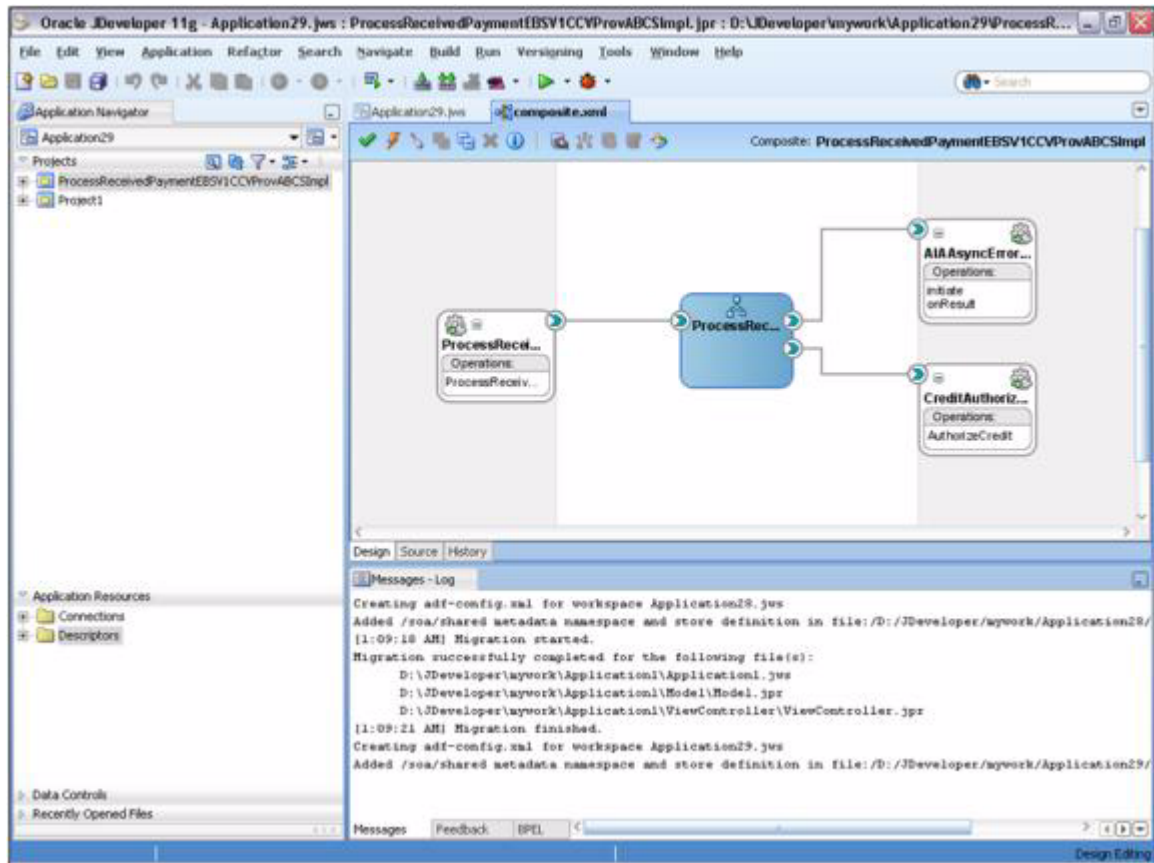 Oracle JDeveloper 11g - Application29.jws : ProcessReceivedPaymentEBSV1CCVProvABCSImpl.jpr : D:\JDeveloper\mywork\Application29\ProcessR...
File Edit View Application Refactor Search Navigate Build Run Versioning Tools Window Help
Search
Application Navigator
Application29.jws
composite.xml
Application29
Composite: ProcessReceivedPaymentEBSV1CCVProvABCSImpl
Projects
ProcessReceivedPaymentEBSV1CCVProvABCSImpl
Project1
ProcessRecei...
Operations:
ProcessReceiv...
ProcessRec...
AIAAsyncError...
Operations:
initiate
onResult
CreditAuthoriz...
Operations:
AuthorizeCredit
Design Source History
Application Resources
Connections
Descriptors
Data Controls
Recently Opened Files
Messages - Log
Creating adf-config.xml for workspace Application28.jws
Added /soa/shared metadata namespace and store definition in file:/D:/JDeveloper/mywork/Application28/
[1:09:18 AM] Migration started.
Migration successfully completed for the following file(s):
D:\JDeveloper\mywork\Application1\Application1.jws
D:\JDeveloper\mywork\Application1\Model\Model.jpr
D:\JDeveloper\mywork\Application1\ViewController\ViewController.jpr
[1:09:21 AM] Migration finished.
Creating adf-config.xml for workspace Application29.jws
Added /soa/shared metadata namespace and store definition in file:/D:/JDeveloper/mywork/Application29/
Messages Feedback BPEL
Design Editing